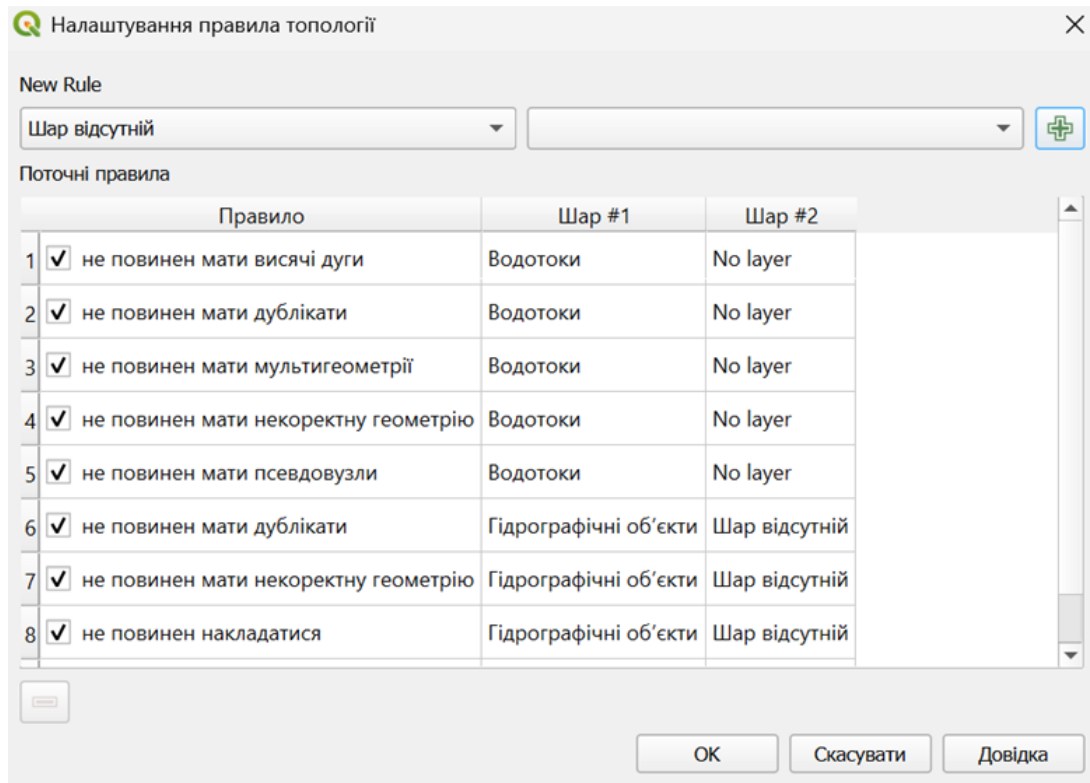 Налаштування правила топології
New Rule
Шар відсутній
Поточні правила
Правило Шар #1 Шар #2
1 не повинен мати висячі дуги Водотоки No layer
2 не повинен мати дублікати Водотоки No layer
3 не повинен мати мультигеометрії Водотоки No layer
4 не повинен мати некоректну геометрію Водотоки No layer
5 не повинен мати псевдовузли Водотоки No layer
6 не повинен мати дублікати Гідрографічні об’єкти Шар відсутній
7 не повинен мати некоректну геометрію Гідрографічні об’єкти Шар відсутній
8 не повинен накладатися Гідрографічні об’єкти Шар відсутній
OK Скасувати Довідка